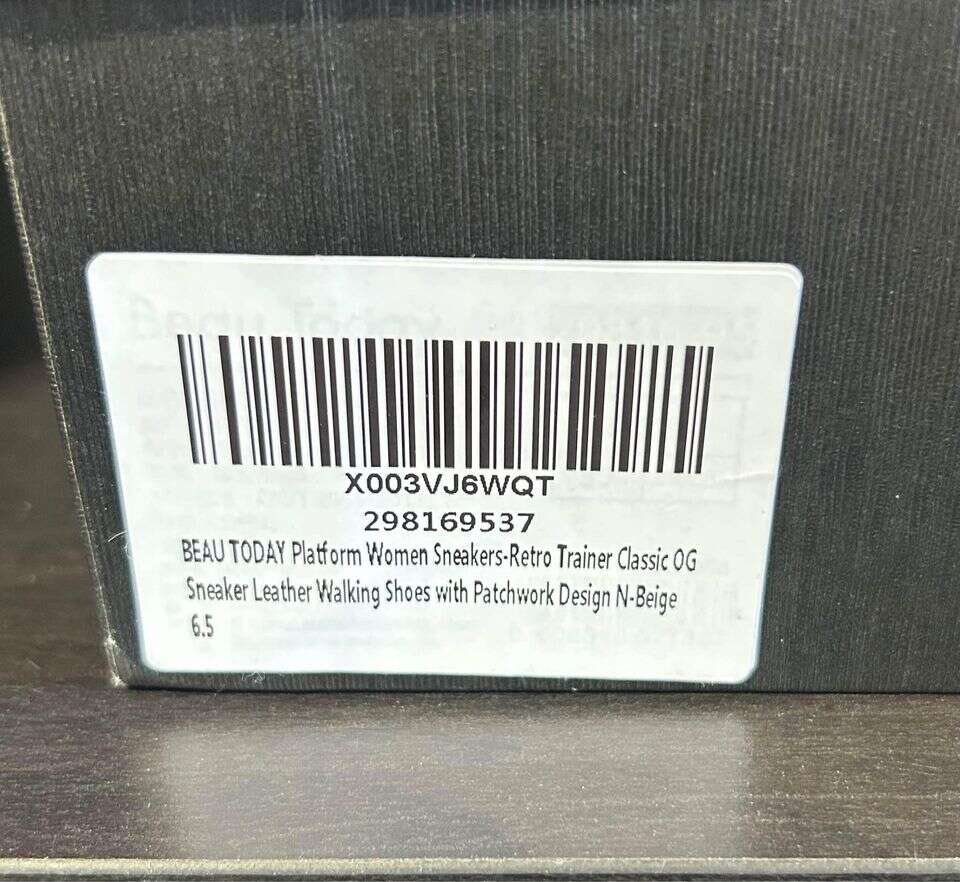 X003VJ6WQT
298169537
BEAU TODAY Platform Women Sneakers-Retro Trainer Classic OG
Sneaker Leather Walking Shoes with Patchwork Design N-Beige
6.5